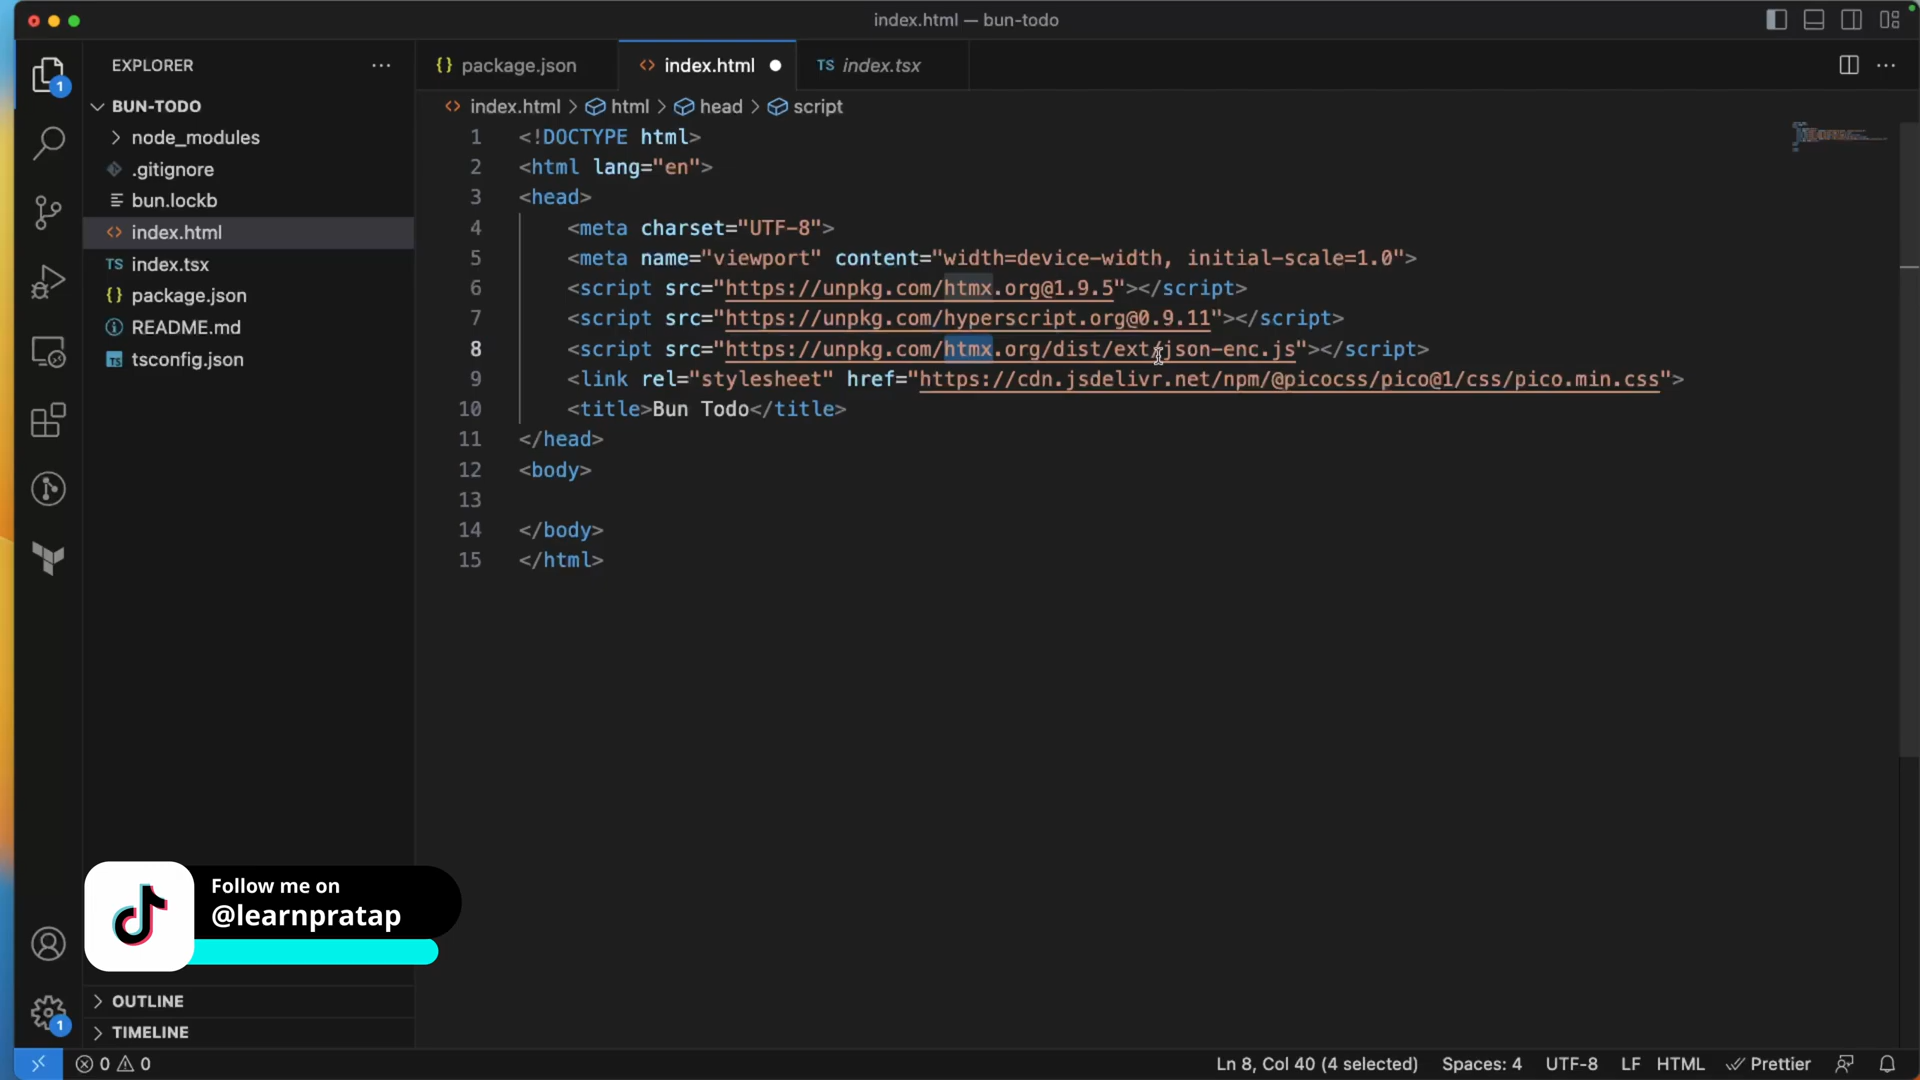 index.html — bun-todo
EXPLORER
BUN-TODO
node_modules
.gitignore
bun.lockb
index.html
index.tsx
package.json
README.md
tsconfig.json
OUTLINE
TIMELINE
{} package.json
<> index.html
TS index.tsx
<> index.html > html > head > script
1 <!DOCTYPE html>
2 <html lang="en">
3 <head>
4 <meta charset="UTF-8">
5 <meta name="viewport" content="width=device-width, initial-scale=1.0">
6 <script src="https://unpkg.com/htmx.org@1.9.5"></script>
7 <script src="https://unpkg.com/hyperscript.org@0.9.11"></script>
8 <script src="https://unpkg.com/htmx.org/dist/ext/json-enc.js"></script>
9 <link rel="stylesheet" href="https://cdn.jsdelivr.net/npm/@picocss/pico@1/css/pico.min.css">
10 <title>Bun Todo</title>
11 </head>
12 <body>
13
14 </body>
15 </html>
Follow me on
@learnpratap
1
1
0 0
Ln 8, Col 40 (4 selected) Spaces: 4 UTF-8 LF HTML Prettier